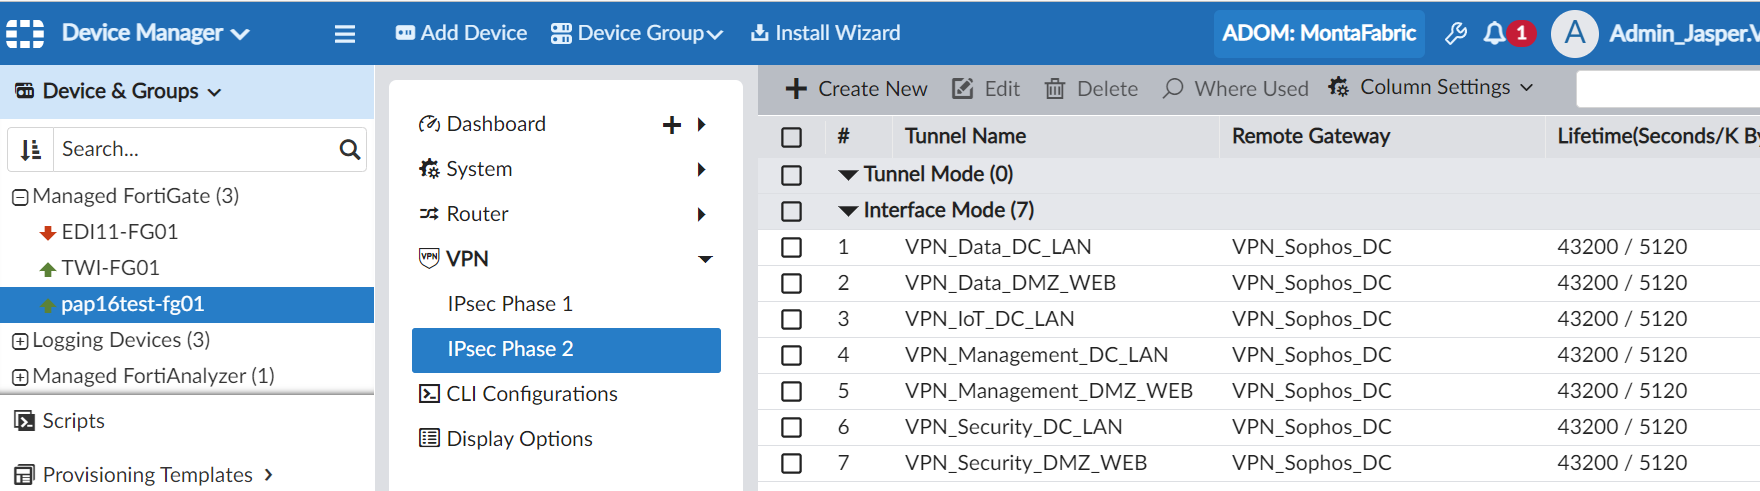 Device Manager
Add Device
Device Group
Install Wizard
ADOM: MontaFabric
1
A
Admin_Jasper.V
Device & Groups
Search...
Managed FortiGate (3)
EDI11-FG01
TWI-FG01
pap16test-fg01
Logging Devices (3)
Managed FortiAnalyzer (1)
Scripts
Provisioning Templates
Dashboard
System
Router
VPN VPN
IPsec Phase 1
IPsec Phase 2
CLI Configurations
Display Options
Create New Edit Delete Where Used Column Settings
# Tunnel Name Remote Gateway Lifetime(Seconds/K By
Tunnel Mode (0)
Interface Mode (7)
1 VPN_Data_DC_LAN VPN_Sophos_DC 43200 / 5120
2 VPN_Data_DMZ_WEB VPN_Sophos_DC 43200 / 5120
3 VPN_IoT_DC_LAN VPN_Sophos_DC 43200 / 5120
4 VPN_Management_DC_LAN VPN_Sophos_DC 43200 / 5120
5 VPN_Management_DMZ_WEB VPN_Sophos_DC 43200 / 5120
6 VPN_Security_DC_LAN VPN_Sophos_DC 43200 / 5120
7 VPN_Security_DMZ_WEB VPN_Sophos_DC 43200 / 5120